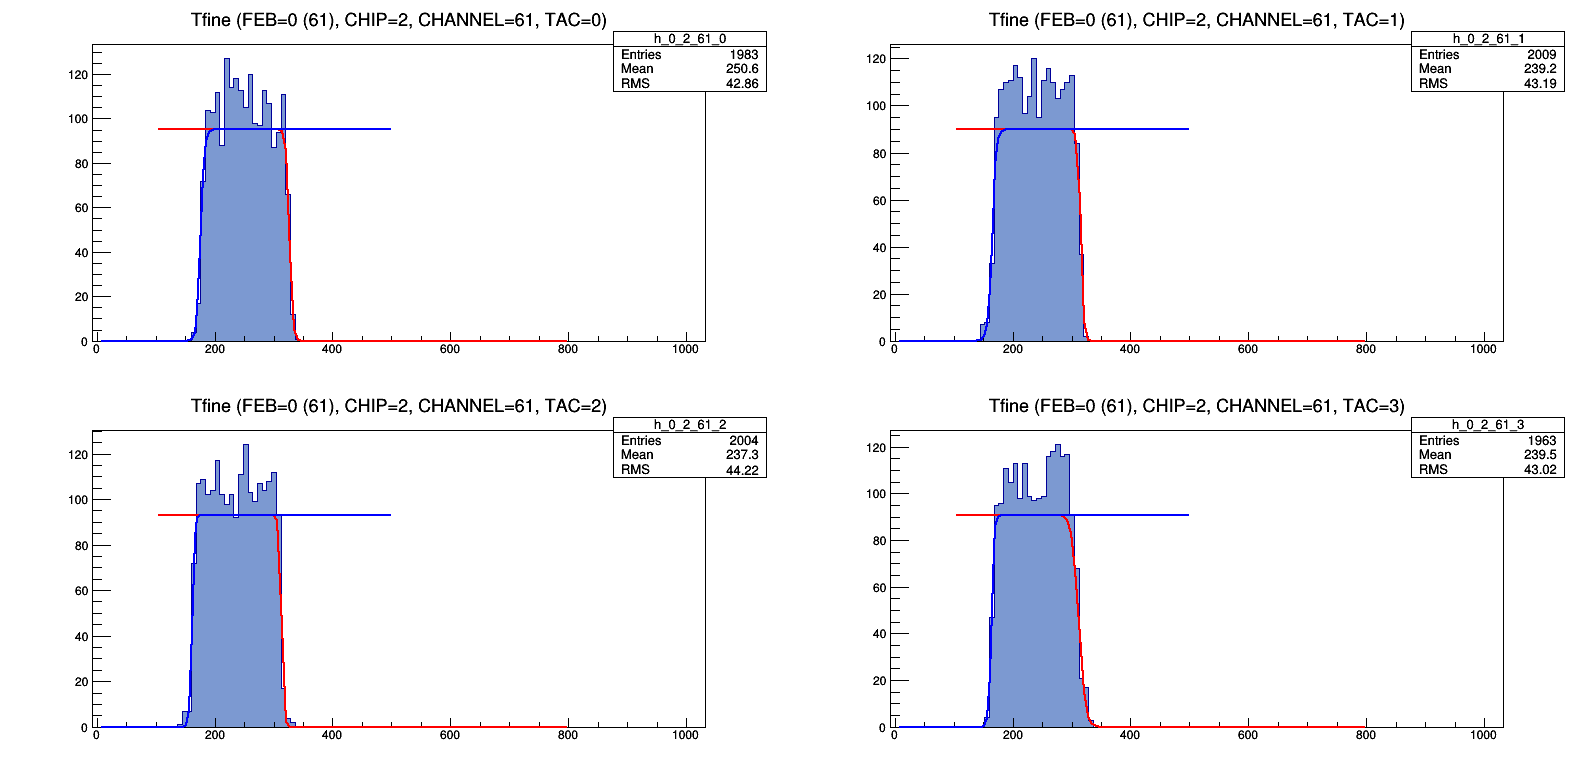 Tfine (FEB=0 (61), CHIP=2, CHANNEL=61, TAC=0)
h_0_2_61_0
Entries 1983
Mean 250.6
RMS 42.86
120
100
80
60
40
20
0
0 200 400 600 800 1000
Tfine (FEB=0 (61), CHIP=2, CHANNEL=61, TAC=1)
h_0_2_61_1
Entries 2009
Mean 239.2
RMS 43.19
120
100
80
60
40
20
0
0 200 400 600 800 1000
Tfine (FEB=0 (61), CHIP=2, CHANNEL=61, TAC=2)
h_0_2_61_2
Entries 2004
Mean 237.3
RMS 44.22
120
100
80
60
40
20
0
0 200 400 600 800 1000
Tfine (FEB=0 (61), CHIP=2, CHANNEL=61, TAC=3)
h_0_2_61_3
Entries 1963
Mean 239.5
RMS 43.02
120
100
80
60
40
20
0
0 200 400 600 800 1000